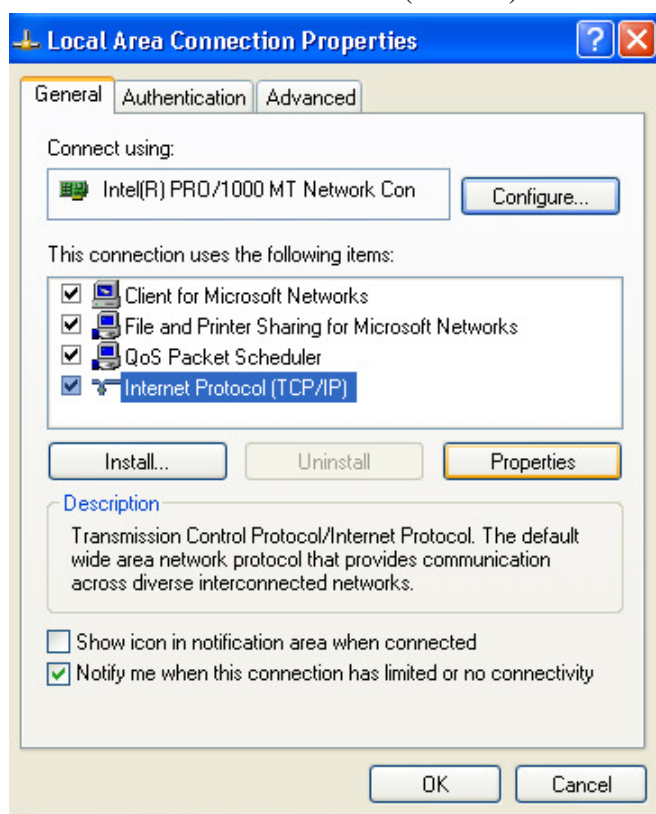 Local Area Connection Properties
General Authentication Advanced
Connect using:
Intel(R) PRO/1000 MT Network Con Configure...
This connection uses the following items:
Client for Microsoft Networks
File and Printer Sharing for Microsoft Networks
QoS Packet Scheduler
Internet Protocol (TCP/IP)
Install... Uninstall Properties
Description
Transmission Control Protocol/Internet Protocol. The default
wide area network protocol that provides communication
across diverse interconnected networks.
Show icon in notification area when connected
Notify me when this connection has limited or no connectivity
OK Cancel